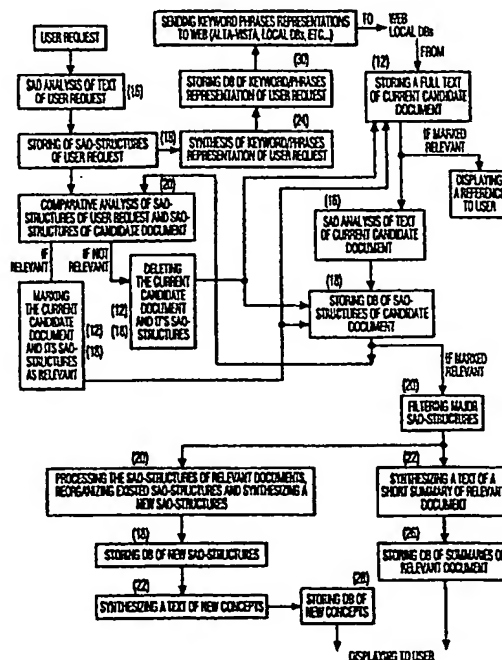 USER REQUEST
SAO ANALYSIS OF TEXT
OF USER REQUEST
(16)
STORING OF SAO-STRUCTURES
OF USER REQUEST
(18)
SENDING KEYWORD PHRASES REPRESENTATIONS
TO WEB (ALTA-VISTA, LOCAL DBs, ETC...)
TO
WEB
LOCAL DBs
FROM
(30)
STORING DB OF KEYWORD/PHRASES
REPRESENTATION OF USER REQUEST
(24)
SYNTHESIS OF KEYWORD/PHRASES
REPRESENTATION OF USER REQUEST
(12)
STORING A FULL TEXT
OF CURRENT CANDIDATE
DOCUMENT
IF MARKED
RELEVANT
DISPLAYING
A REFERENCE
TO USER
(20)
COMPARATIVE ANALYSIS OF SAO-
STRUCTURES OF USER REQUEST AND SAO-
STRUCTURES OF CANDIDATE DOCUMENT
IF
RELEVANT
IF NOT
RELEVANT
MARKING
THE CURRENT
CANDIDATE
DOCUMENT
AND ITS SAO-
STRUCTURES
AS RELEVANT
(12)
(18)
DELETING
THE CURRENT
CANDIDATE
DOCUMENT
AND IT'S SAO-
STRUCTURES
(12)
(18)
(16)
SAO ANALYSIS OF TEXT
OF CURRENT CANDIDATE
DOCUMENT
(18)
STORING DB OF SAO-
STRUCTURES OF CANDIDATE
DOCUMENT
IF MARKED
RELEVANT
(20)
FILTERING MAJOR
SAO-STRUCTURES
(20)
PROCESSING THE SAO-STRUCTURES OF RELEVANT DOCUMENTS,
REORGANIZING EXISTED SAO-STRUCTURES AND SYNTHESIZING A
NEW SAO-STRUCTURES
(18)
STORING DB OF NEW SAO-STRUCTURES
(22)
SYNTHESIZING A TEXT OF NEW CONCEPTS
(28)
STORING DB OF
NEW CONCEPTS
(22)
SYNTHESIZING A TEXT OF A
SHORT SUMMARY OF RELEVANT
DOCUMENT
(26)
STORING DB OF SUMMARIES OF
RELEVANT DOCUMENT
DISPLAYING TO USER